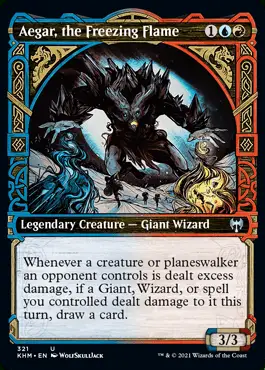 Aegar, the Freezing Flame 1
Legendary Creature — Giant Wizard
Whenever a creature or planeswalker
an opponent controls is dealt excess
damage, if a Giant, Wizard, or spell
you controlled dealt damage to it this
turn, draw a card.
3/3
321 U
KHM • EN WolfSkullJack
™ & © 2021 Wizards of the Coast